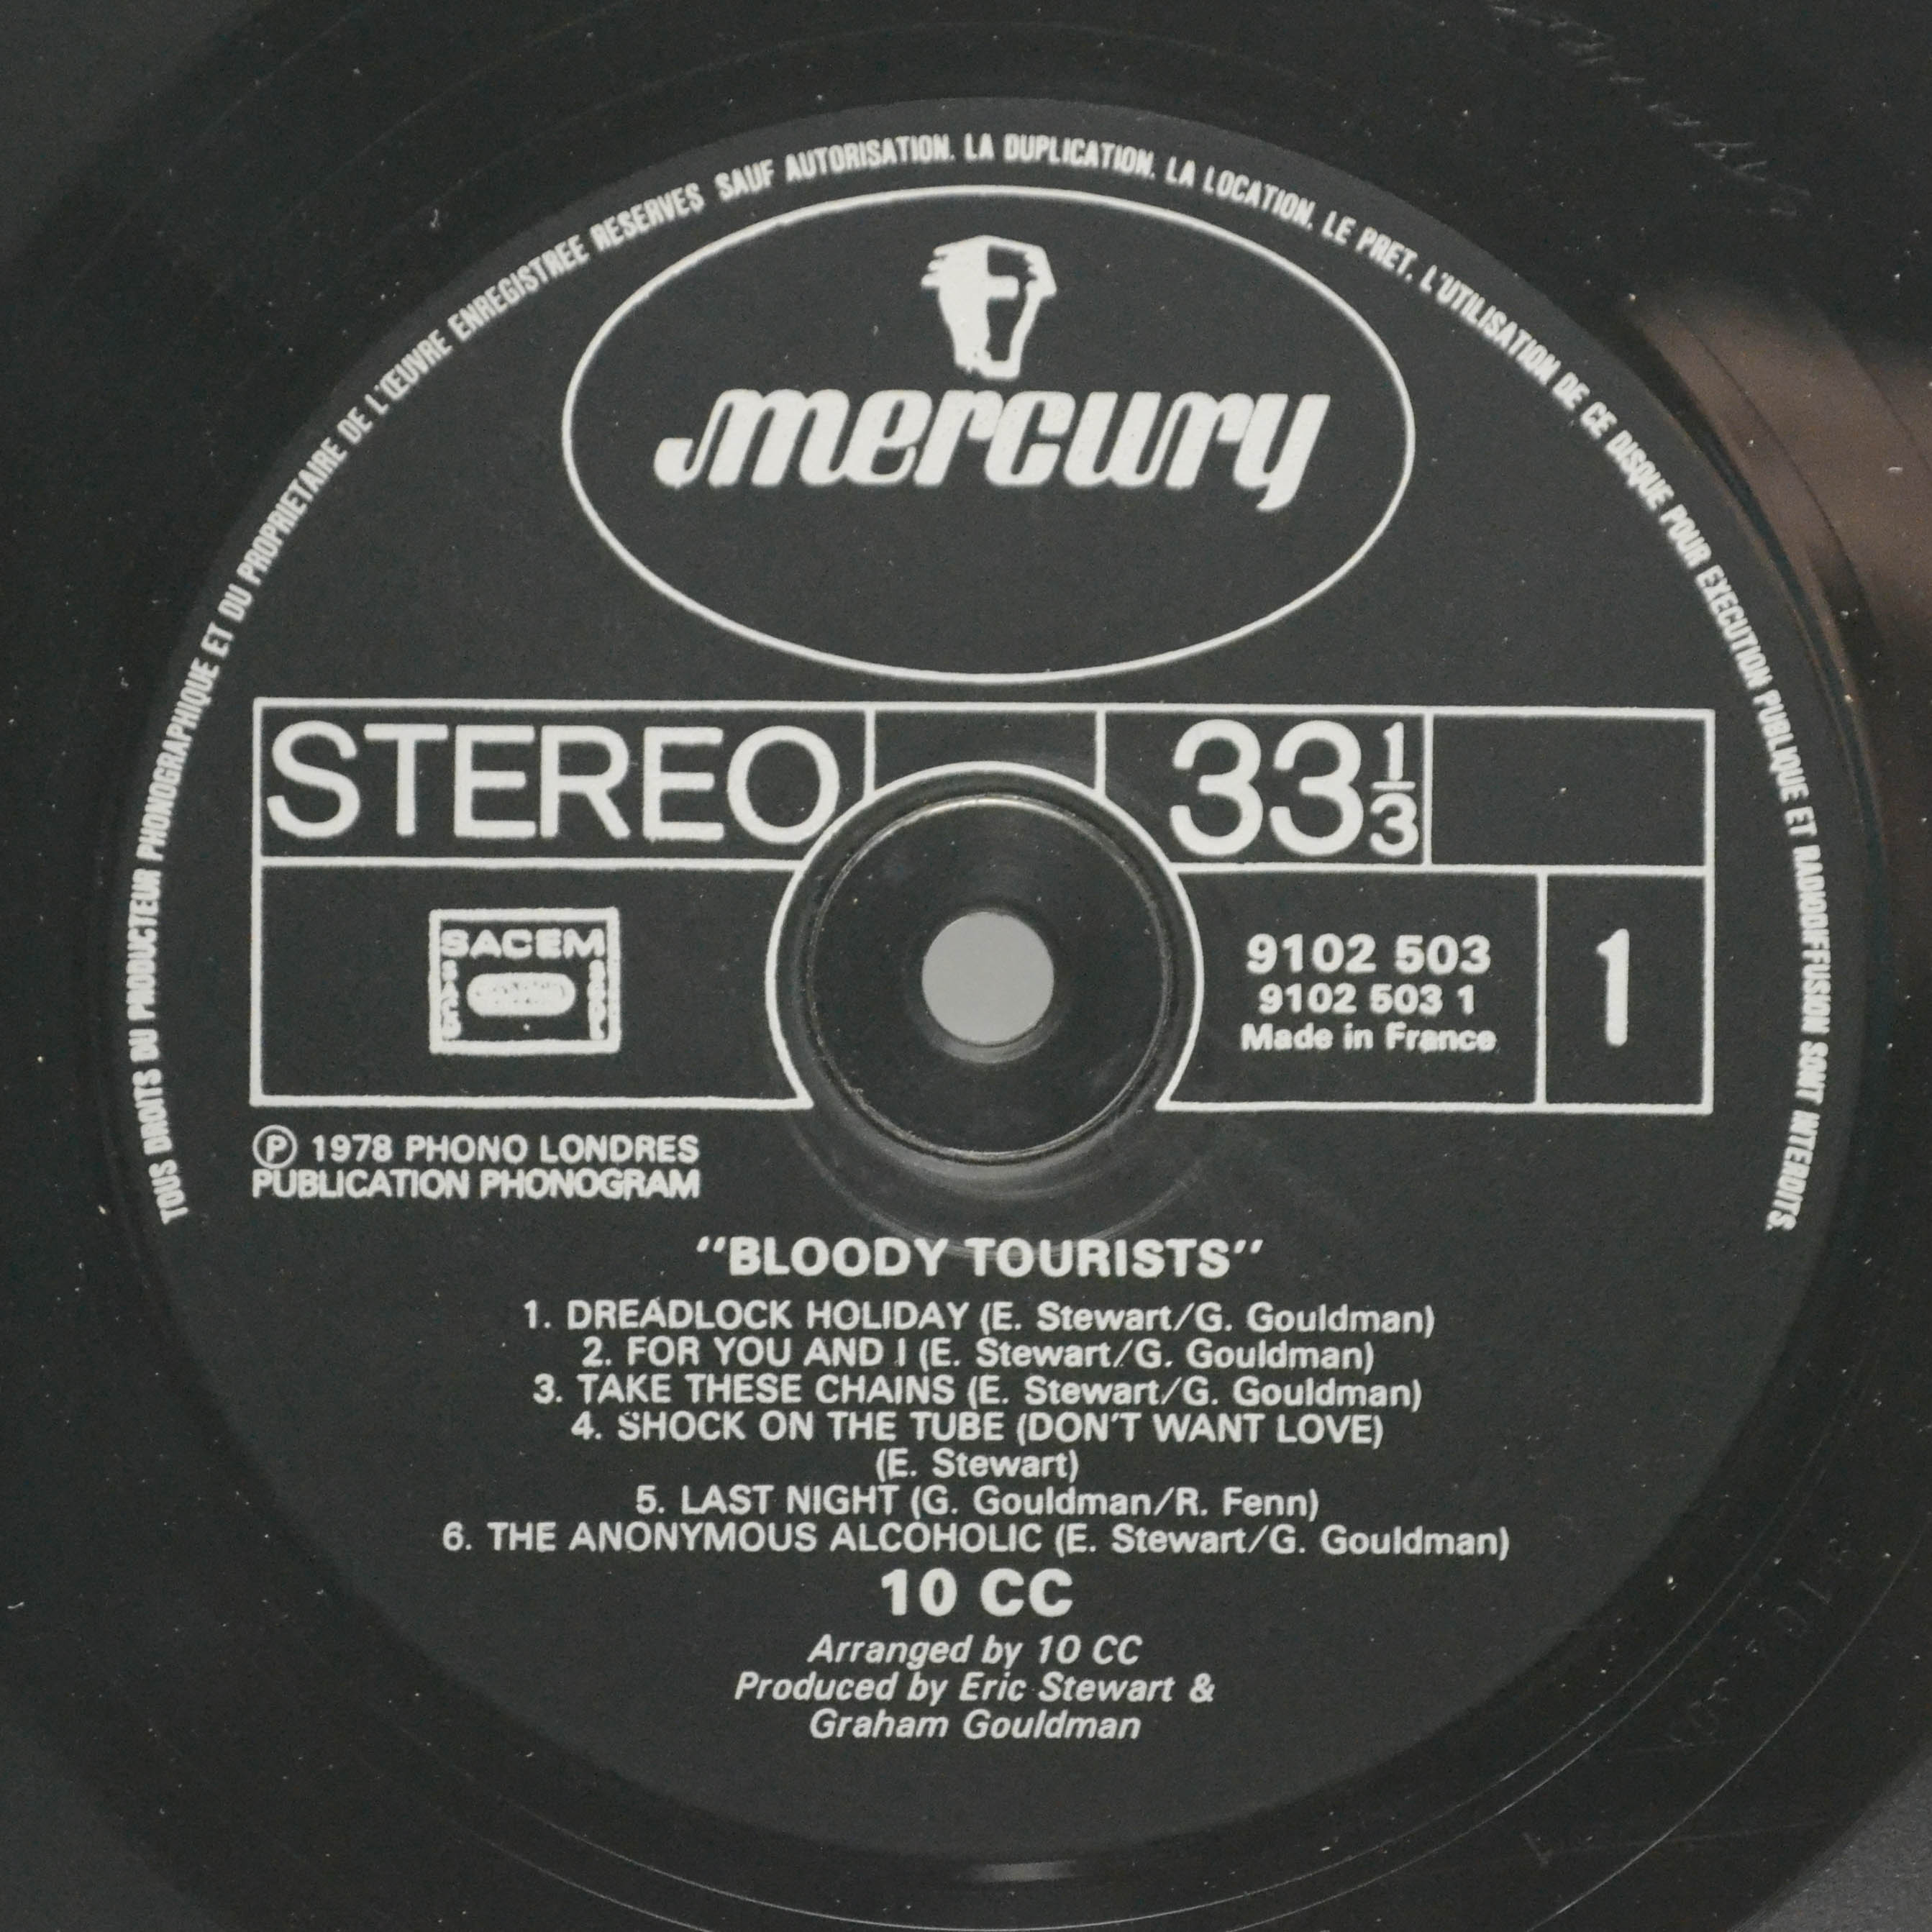 TOUS DROITS DU PRODUCTEUR PHONOGRAPHIQUE ET DU PROPRIETAIRE DE L'ŒUVRE ENREGISTREE RESERVES SAUF AUTORISATION. LA DUPLICATION. LA LOCATION. LE PRET. L'UTILISATION DE CE DISQUE POUR EXECUTION PUBLIQUE ET RADIODIFFUSION SONT INTERDITS.
mercury
STEREO
33 1/3
SACEM
9102 503
9102 503 1
Made in France
1
Ⓟ 1978 PHONO LONDRES
PUBLICATION PHONOGRAM
"BLOODY TOURISTS"
1. DREADLOCK HOLIDAY (E. Stewart/G. Gouldman)
2. FOR YOU AND I (E. Stewart/G. Gouldman)
3. TAKE THESE CHAINS (E. Stewart/G. Gouldman)
4. SHOCK ON THE TUBE (DON'T WANT LOVE)
(E. Stewart)
5. LAST NIGHT (G. Gouldman/R. Fenn)
6. THE ANONYMOUS ALCOHOLIC (E. Stewart/G. Gouldman)
10 CC
Arranged by 10 CC
Produced by Eric Stewart &
Graham Gouldman